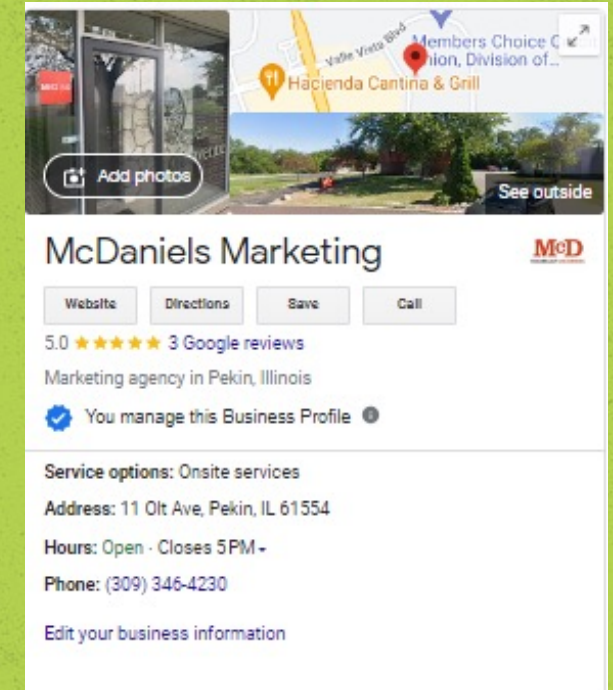 Valle Vista Blvd
Members Choice C
nion, Division of...
Hacienda Cantina & Grill
Add photos
See outside
McDaniels Marketing
McD
Website Directions Save Call
5.0 3 Google reviews
Marketing agency in Pekin, Illinois
You manage this Business Profile
Service options: Onsite services
Address: 11 Olt Ave, Pekin, IL 61554
Hours: Open · Closes 5 PM
Phone: (309) 346-4230
Edit your business information